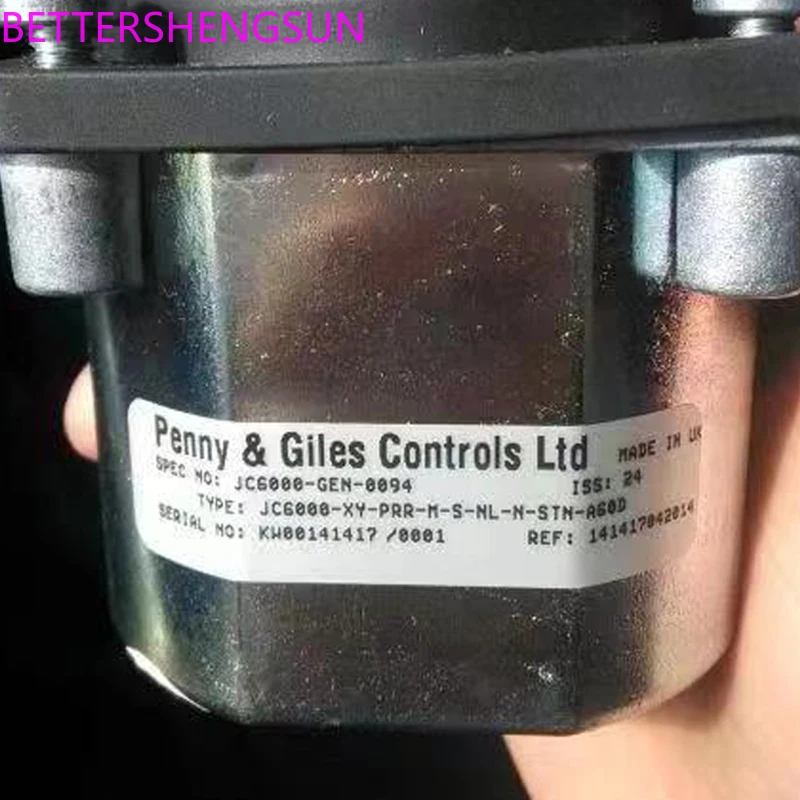 BETTERSHENGSUN
Penny & Giles Controls Ltd MADE IN UK
SPEC NO: JC6000-GEN-0094 ISS: 24
TYPE: JC6000-XY-PRR-M-S-NL-N-STN-A60D
SERIAL NO: KW00141417 /0001 REF: 141417042014